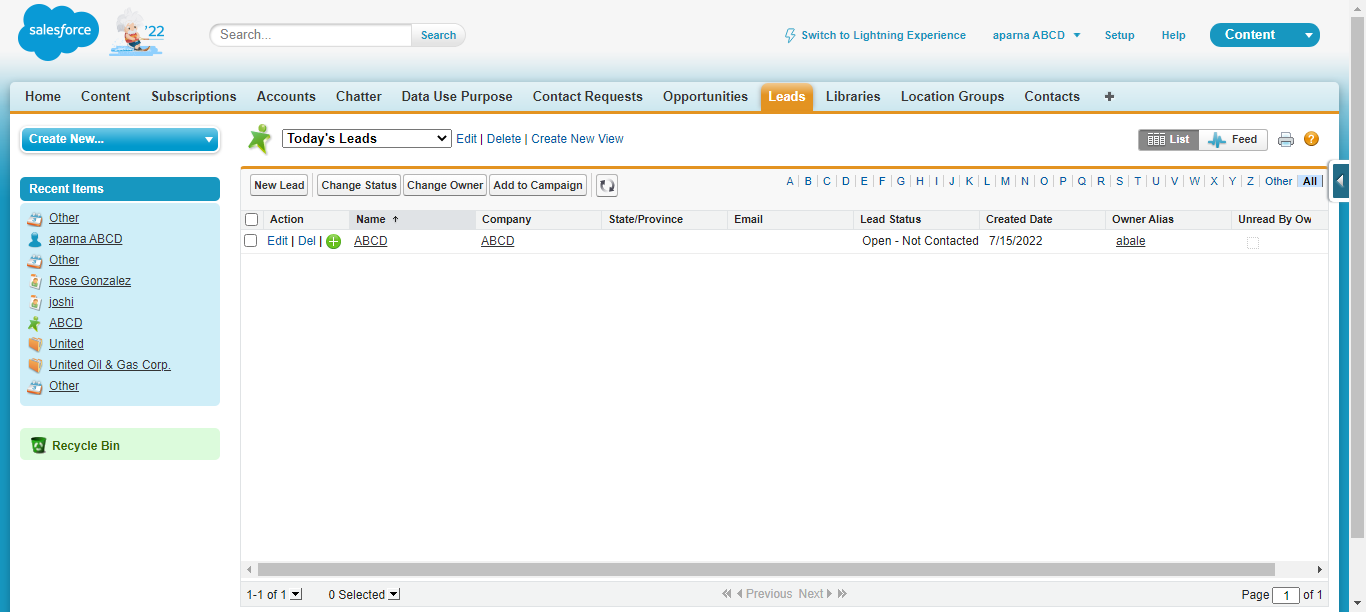 salesforce '22 Search... Search Switch to Lightning Experience aparna ABCD Setup Help Content
Home Content Subscriptions Accounts Chatter Data Use Purpose Contact Requests Opportunities Leads Libraries Location Groups Contacts +
Create New...
Recent Items
Other
aparna ABCD
Other
Rose Gonzalez
joshi
ABCD
United
United Oil & Gas Corp.
Other
Recycle Bin
Today's Leads Edit | Delete | Create New View List Feed ?
New Lead Change Status Change Owner Add to Campaign A | B | C | D | E | F | G | H | I | J | K | L | M | N | O | P | Q | R | S | T | U | V | W | X | Y | Z | Other | All |
Action Name ↑ Company State/Province Email Lead Status Created Date Owner Alias Unread By Ow
Edit | Del | ABCD ABCD Open - Not Contacted 7/15/2022 abale
1-1 of 1 0 Selected Previous Next Page 1 of 1